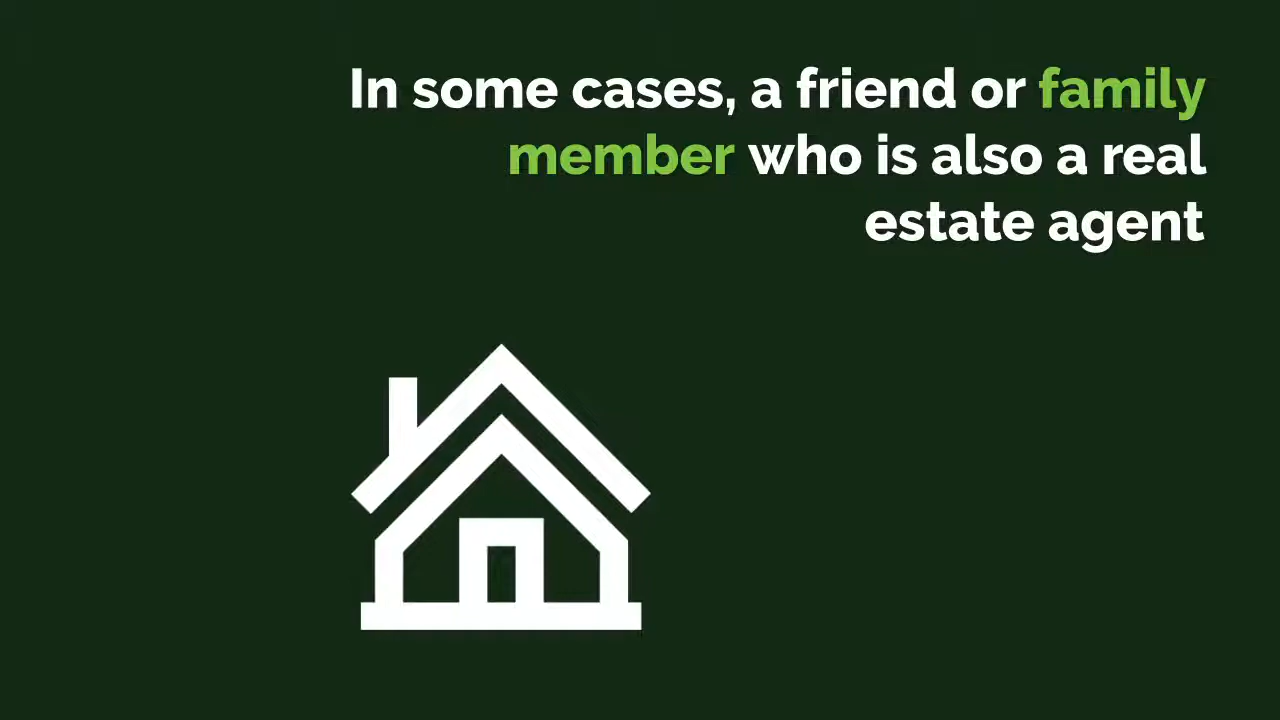 In some cases, a friend or family
member who is also a real
estate agent